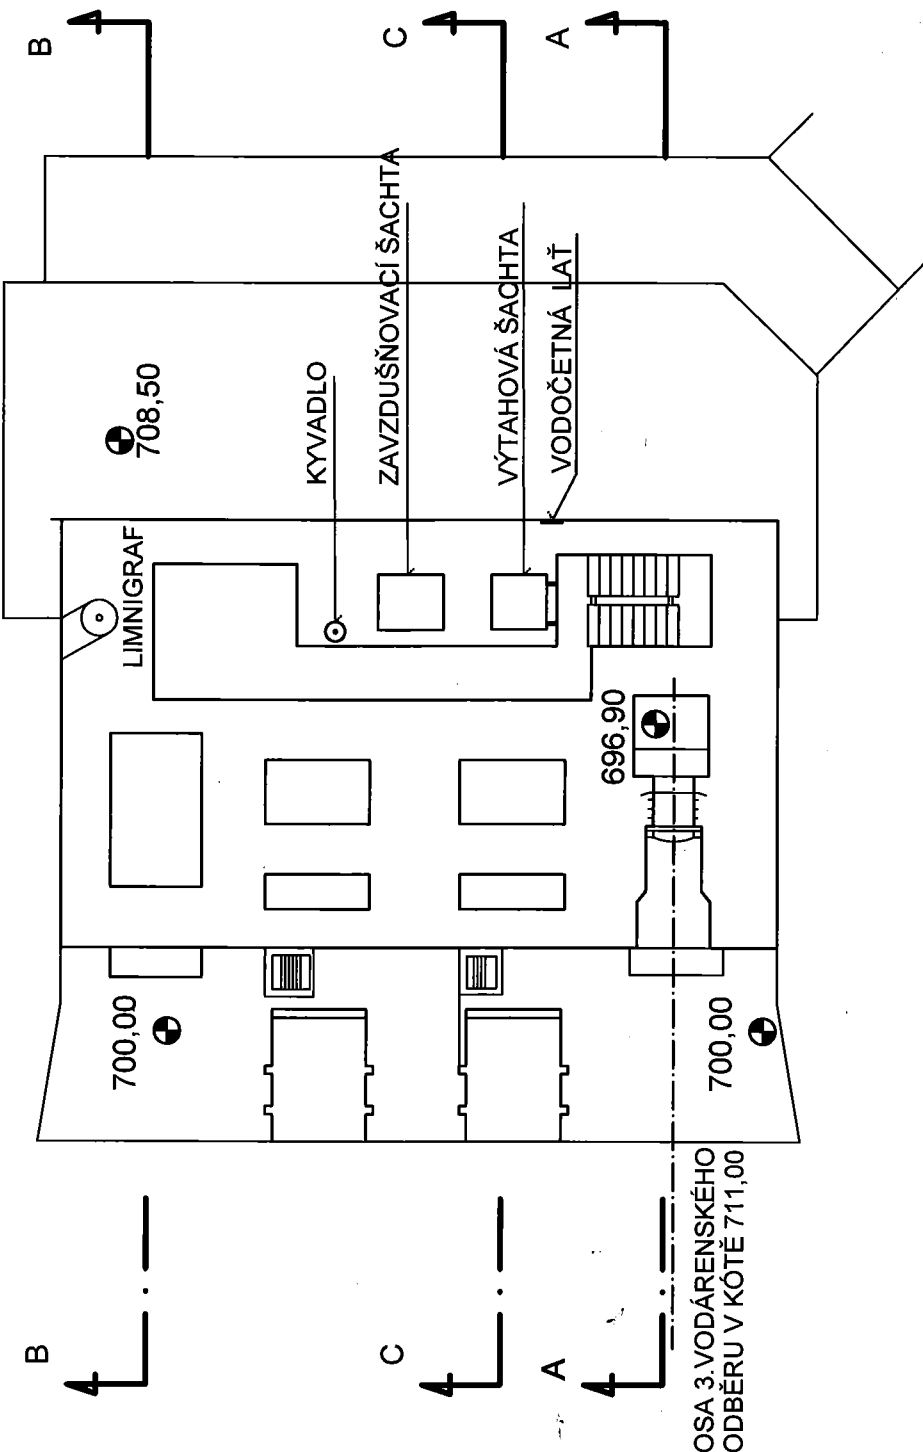 B
C
A
ZAVZDUŠŇOVACÍ ŠACHTA
VÝTAHOVÁ ŠACHTA
VODOČETNÁ LAŤ
KYVADLO
708,50
LIMNIGRAF
696,90
700,00
700,00
OSA 3.VODÁRENSKÉHO
ODBĚRU V KÓTĚ 711,00
B
C
A